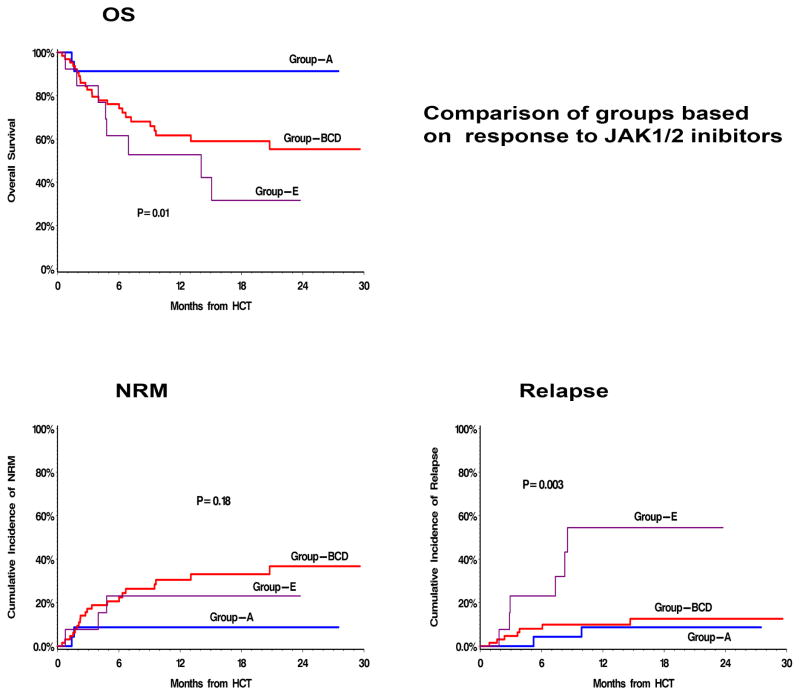 OS
100%
80%
60%
40%
20%
0%
Overall Survival
Group-A
Group-BCD
Group-E
P= 0.01
0 6 12 18 24 30
Months from HCT
Comparison of groups based
on response to JAK1/2 inibitors
NRM
100%
80%
60%
40%
20%
0.0%
Cumulative Incidence of NRM
P= 0.18
Group-BCD
Group-E
Group-A
0 6 12 18 24 30
Months from HCT
Relapse
100%
80%
60%
40%
20%
0.0%
Cumulative Incidence of Relapse
P= 0.003
Group-E
Group-BCD
Group-A
0 6 12 18 24 30
Months from HCT